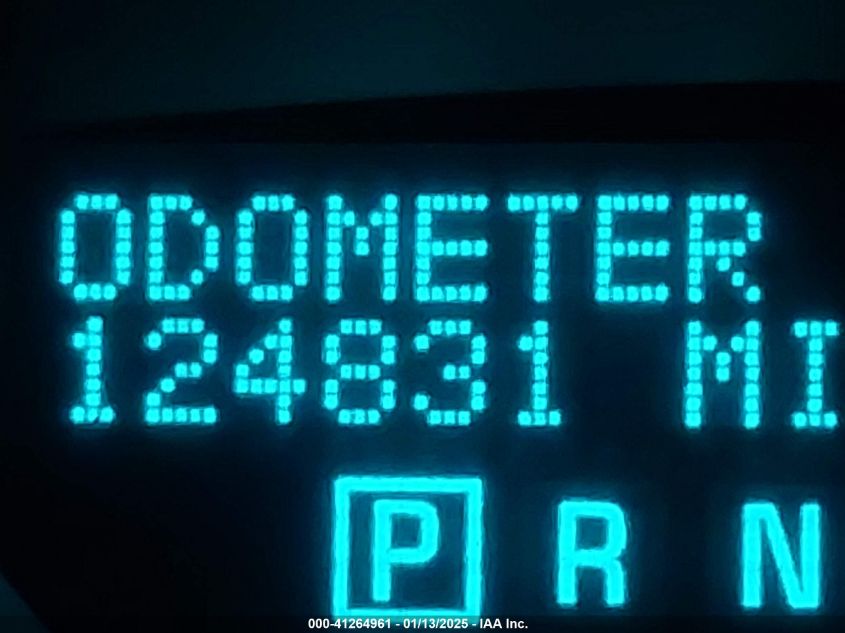 ODOMETER
124831 MI
P R N
000-41264961 - 01/13/2025 - IAA Inc.